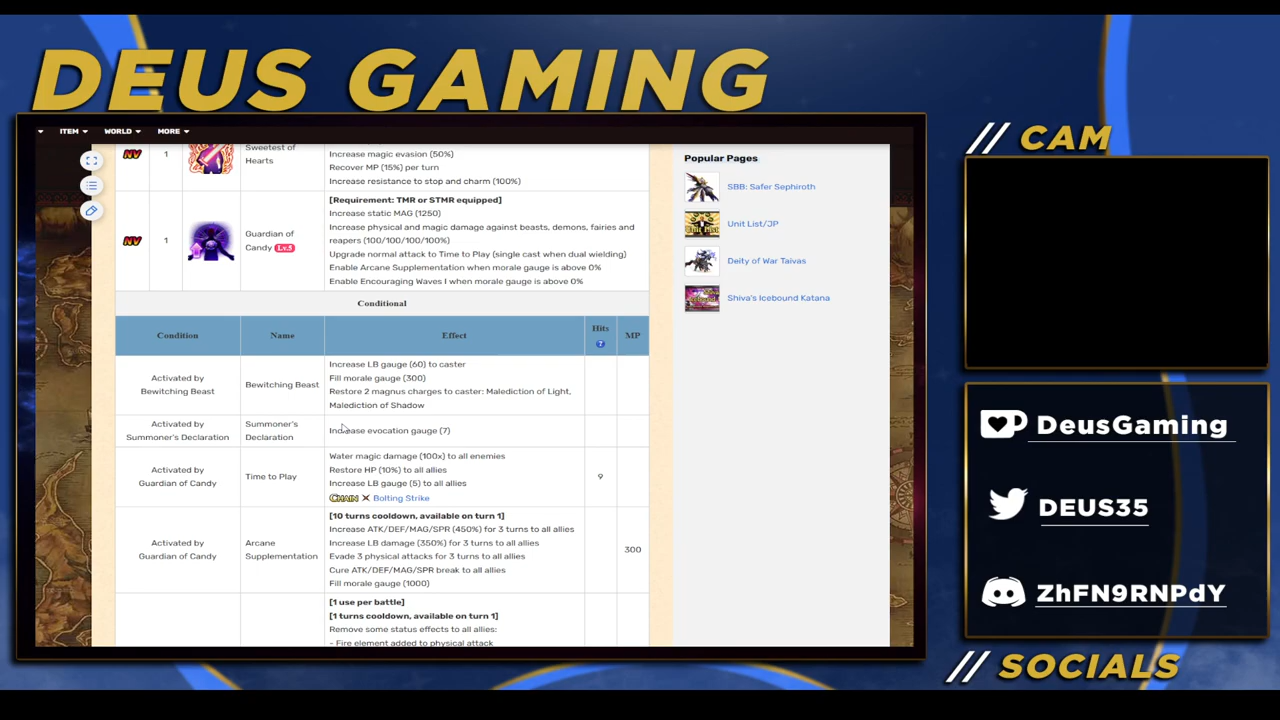 DEUS GAMING
// CAM
ITEM WORLD MORE
NV 1 Sweetest of Hearts
Increase magic evasion (50%)
Recover MP (15%) per turn
Increase resistance to stop and charm (100%)
NV 1 Guardian of Candy Lv.5
[Requirement: TMR or STMR equipped]
Increase static MAG (1250)
Increase physical and magic damage against beasts, demons, fairies and
reapers (100/100/100/100%)
Upgrade normal attack to Time to Play (single cast when dual wielding)
Enable Arcane Supplementation when morale gauge is above 0%
Enable Encouraging Waves I when morale gauge is above 0%
Conditional
Condition Name Effect Hits ? MP
Activated by
Bewitching Beast
Bewitching Beast
Increase LB gauge (60) to caster
Fill morale gauge (300)
Restore 2 magnus charges to caster: Malediction of Light,
Malediction of Shadow
Activated by
Summoner's Declaration
Summoner's
Declaration
Increase evocation gauge (7)
Activated by
Guardian of Candy
Time to Play
Water magic damage (100x) to all enemies
Restore HP (10%) to all allies
Increase LB gauge (5) to all allies
CHAIN Bolting Strike
9
Activated by
Guardian of Candy
Arcane
Supplementation
[10 turns cooldown, available on turn 1]
Increase ATK/DEF/MAG/SPR (450%) for 3 turns to all allies
Increase LB damage (350%) for 3 turns to all allies
Evade 3 physical attacks for 3 turns to all allies
Cure ATK/DEF/MAG/SPR break to all allies
Fill morale gauge (1000)
300
[1 use per battle]
[1 turns cooldown, available on turn 1]
Remove some status effects to all allies:
- Fire element added to physical attack
Popular Pages
SBB: Safer Sephiroth
Unit List/JP
Deity of War Taivas
Shiva's Icebound Katana
DeusGaming
DEUS35
ZhFN9RNPdY
// SOCIALS